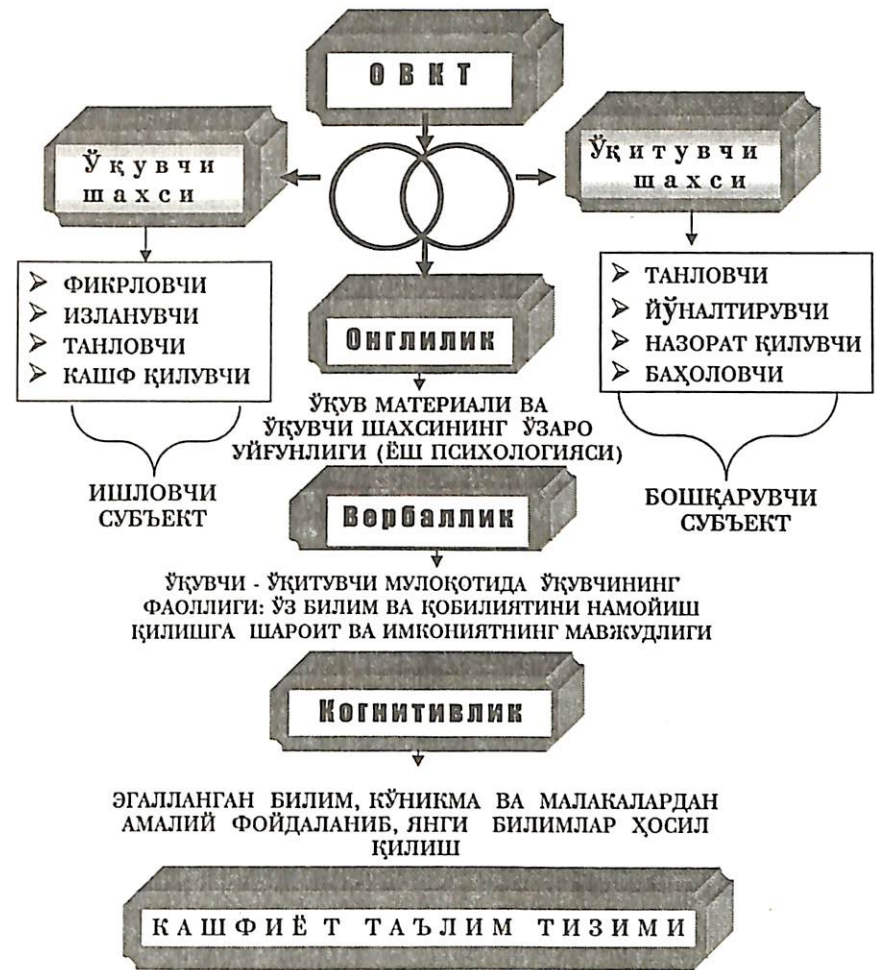 ОВКТ
Ўқувчи
шахси
Ўқитувчи
шахси
➢ ФИКРЛОВЧИ
➢ ИЗЛАНУВЧИ
➢ ТАНЛОВЧИ
➢ КАШФ ҚИЛУВЧИ
ИШЛОВЧИ
СУБЪЕКТ
➢ ТАНЛОВЧИ
➢ ЙЎНАЛТИРУВЧИ
➢ НАЗОРАТ ҚИЛУВЧИ
➢ БАҲОЛОВЧИ
БОШҚАРУВЧИ
СУБЪЕКТ
Онглилик
ЎҚУВ МАТЕРИАЛИ ВА
ЎҚУВЧИ ШАХСИНИНГ ЎЗАРО
УЙҒУНЛИГИ (ЁШ ПСИХОЛОГИЯСИ)
Вербаллик
ЎҚУВЧИ - ЎҚИТУВЧИ МУЛОҚОТИДА ЎҚУВЧИНИНГ
ФАОЛЛИГИ: ЎЗ БИЛИМ ВА ҚОБИЛИЯТИНИ НАМОЙИШ
ҚИЛИШГА ШАРОИТ ВА ИМКОНИЯТНИНГ МАВЖУДЛИГИ
Когнитивлик
ЭГАЛЛАНГАН БИЛИМ, КЎНИКМА ВА МАЛАКАЛАРДАН
АМАЛИЙ ФОЙДАЛАНИБ, ЯНГИ БИЛИМЛАР ҲОСИЛ
ҚИЛИШ
КАШФИЁТ ТАЪЛИМ ТИЗИМИ